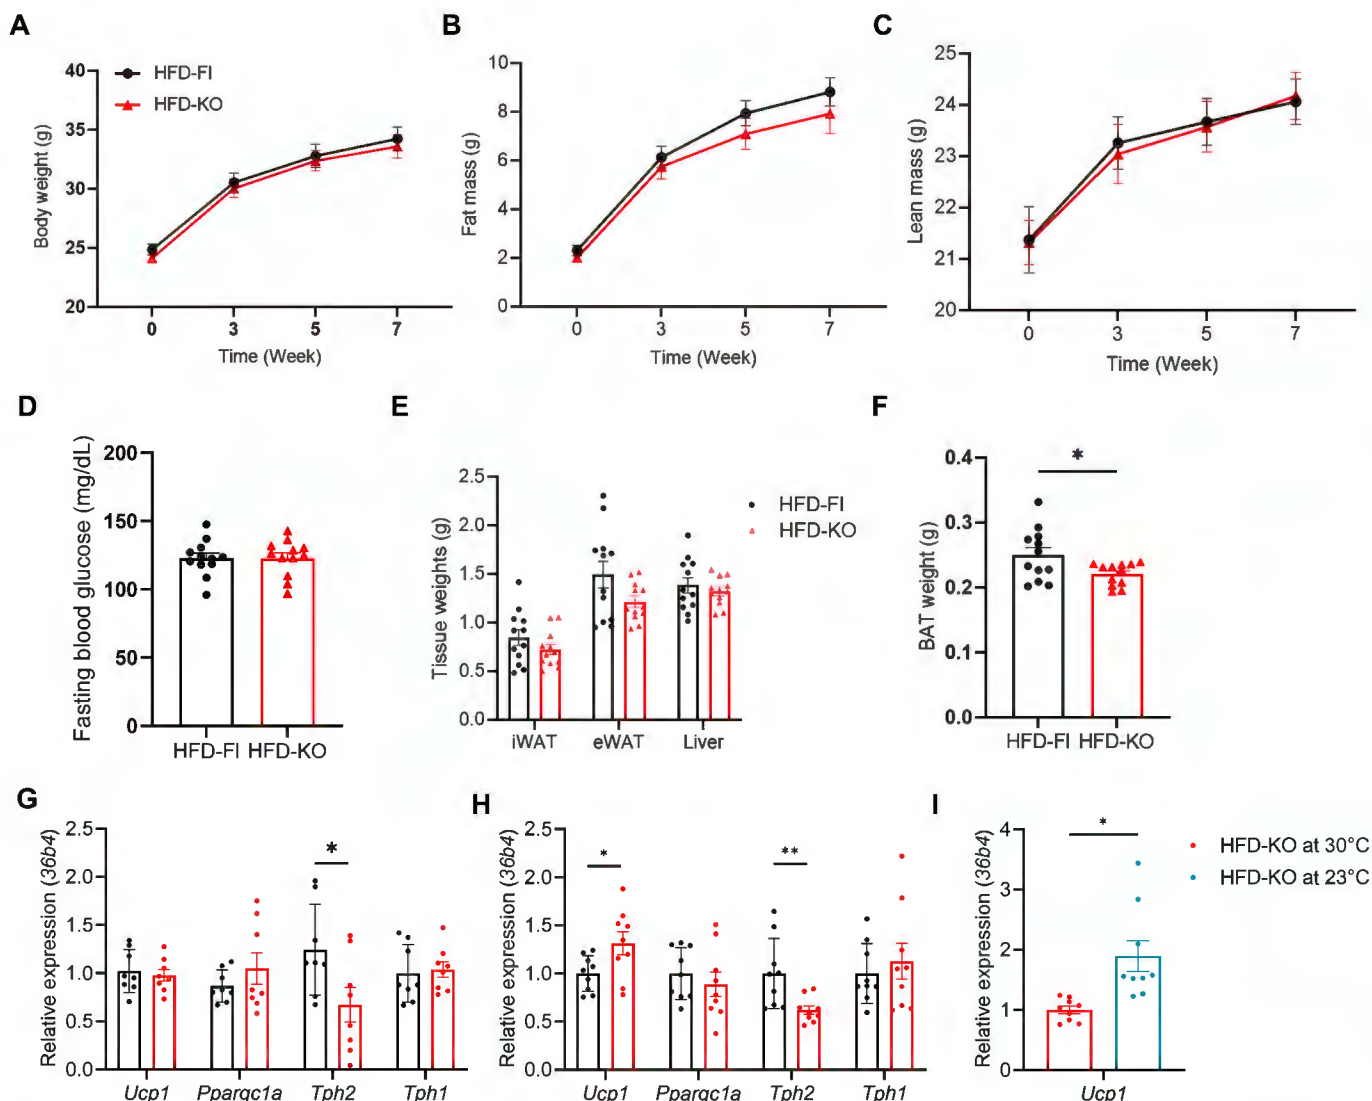 A
B
C
Body weight (g)
40
35
30
25
20
HFD-FI
HFD-KO
0 3 5 7
Time (Week)
Fat mass (g)
10
8
6
4
2
0
0 3 5 7
Time (Week)
Lean mass (g)
25
24
23
22
21
20
0 3 5 7
Time (Week)
D
E
F
Fasting blood glucose (mg/dL)
200
150
100
50
0
HFD-FI HFD-KO
Tissue weights (g)
2.5
2.0
1.5
1.0
0.5
0.0
iWAT eWAT Liver
HFD-FI
HFD-KO
BAT weight (g)
0.4
0.3
0.2
0.1
0.0
*
HFD-FI HFD-KO
G
H
I
Relative expression (36b4)
2.5
2.0
1.5
1.0
0.5
0.0
*
Ucp1 Ppargc1a Tph2 Tph1
Relative expression (36b4)
2.5
2.0
1.5
1.0
0.5
0.0
* **
Ucp1 Ppargc1a Tph2 Tph1
Relative expression (36b4)
4
3
2
1
0
*
Ucp1
HFD-KO at 30°C
HFD-KO at 23°C